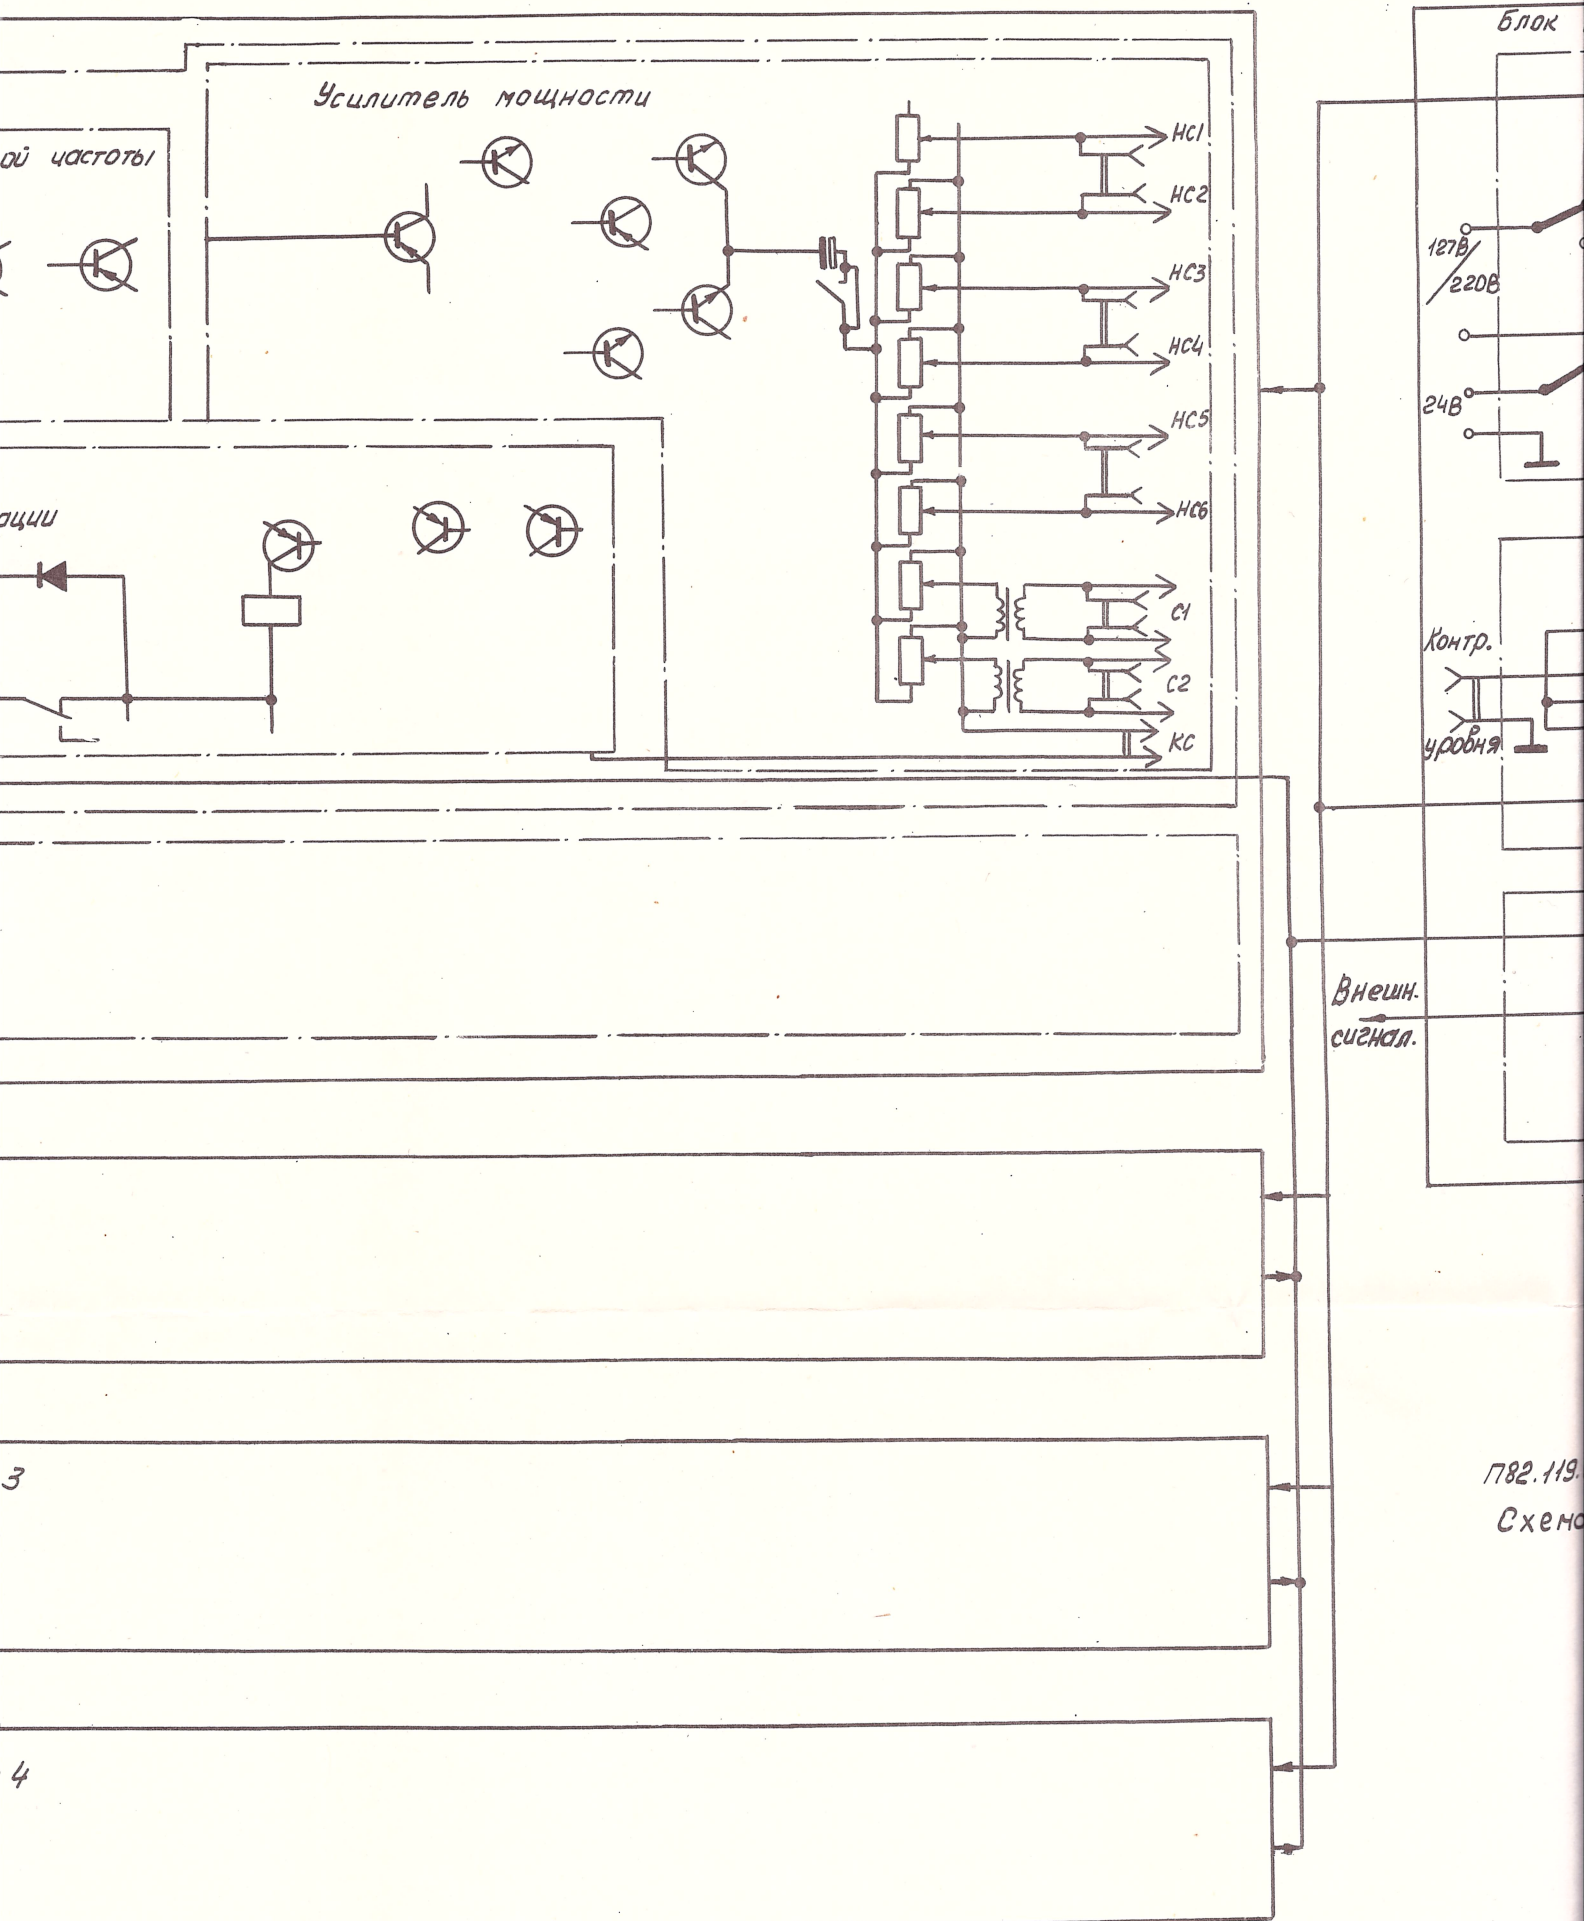 Блок
Усилитель мощности
ой частоты
НС1
НС2
НС3
НС4
НС5
НС6
С1
С2
КС
127В/
220В
24В
ации
Контр.
уровня
Внешн.
сигнал.
3
П82.119.
Схема
4